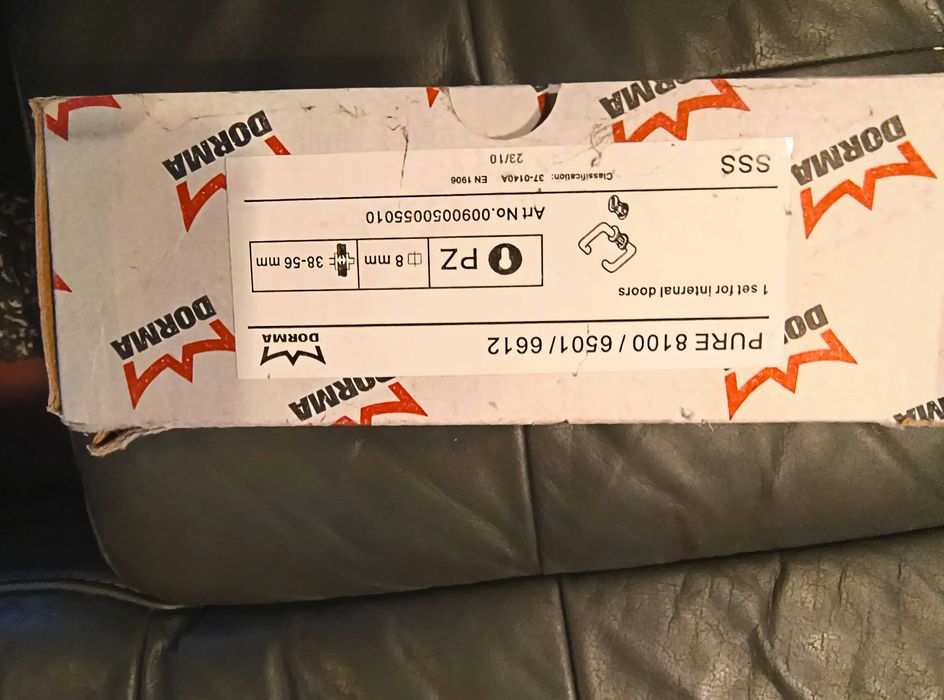 PURE 8100 / 6501 / 6612
DORMA
1 set for internal doors
PZ
8 mm
38-56 mm
Art No.0090050055010
SSS
Classification: 37-0140A EN 1906
23/10
DORMA
DORMA
DORMA
DORMA
DORMA